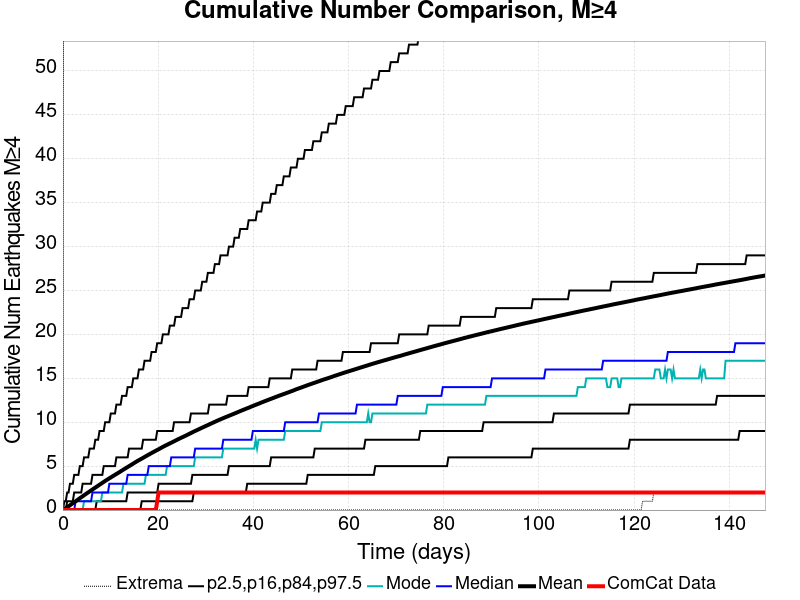 Cumulative Number Comparison, M≥4
Cumulative Num Earthquakes M≥4
50
45
40
35
30
25
20
15
10
5
0
0 20 40 60 80 100 120 140
Time (days)
Extrema p2.5,p16,p84,p97.5 Mode Median Mean ComCat Data